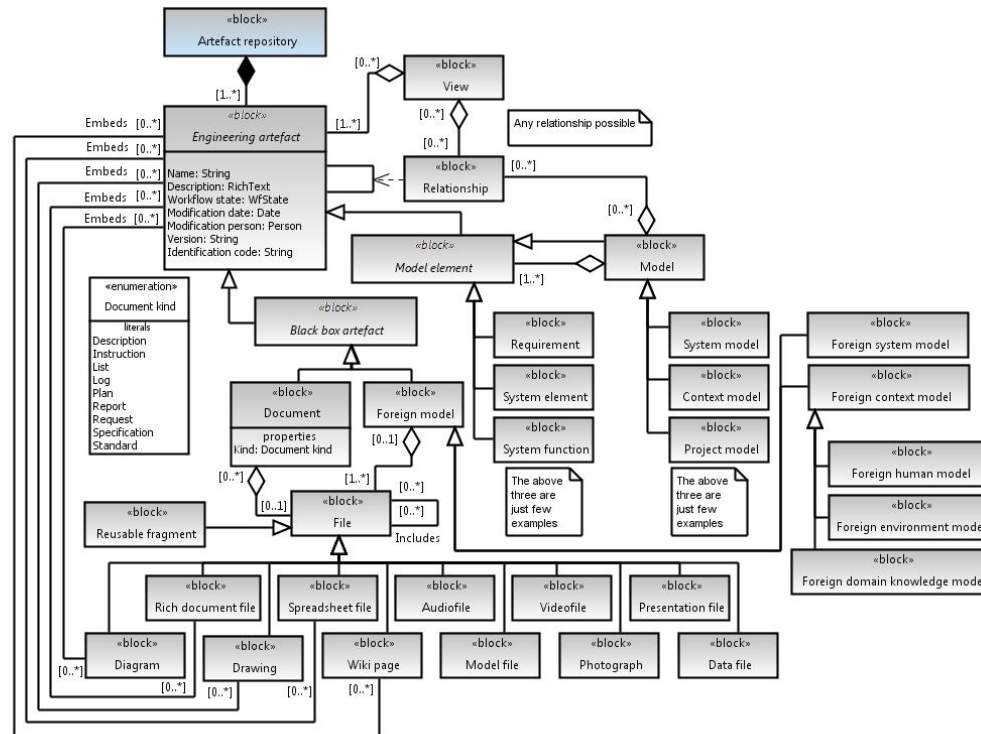 «block»
Artefact repository
[1..*]
«block»
View
[0..*]
[1..*]
[0..*]
[0..*]
Any relationship possible
«block»
Relationship
[0..*]
[0..*]
«block»
Engineering artefact
Name: String
Description: RichText
Workflow state: WfState
Modification date: Date
Modification person: Person
Version: String
Identification code: String
Embeds [0..*]
Embeds [0..*]
Embeds [0..*]
Embeds [0..*]
Embeds [0..*]
«block»
Model element
[1..*]
«block»
Model
«enumeration»
Document kind
literals
Description
Instruction
List
Log
Plan
Report
Request
Specification
Standard
«block»
Black box artefact
«block»
Requirement
«block»
System element
«block»
System function
The above
three are
just few
examples
«block»
System model
«block»
Context model
«block»
Project model
The above
three are
just few
examples
«block»
Foreign system model
«block»
Foreign context model
«block»
Foreign human model
«block»
Foreign environment mode
«block»
Foreign domain knowledge mode
«block»
Document
properties
Kind: Document kind
«block»
Foreign model
[0..1]
[1..*]
[0..*]
[0..1]
«block»
File
[0..*]
[0..*]
Includes
«block»
Reusable fragment
«block»
Rich document file
«block»
Spreadsheet file
«block»
Audiofile
«block»
Videofile
«block»
Presentation file
«block»
Diagram
«block»
Drawing
«block»
Wiki page
«block»
Model file
«block»
Photograph
«block»
Data file
[0..*]
[0..*]
[0..*]
[0..*]
[0..*]